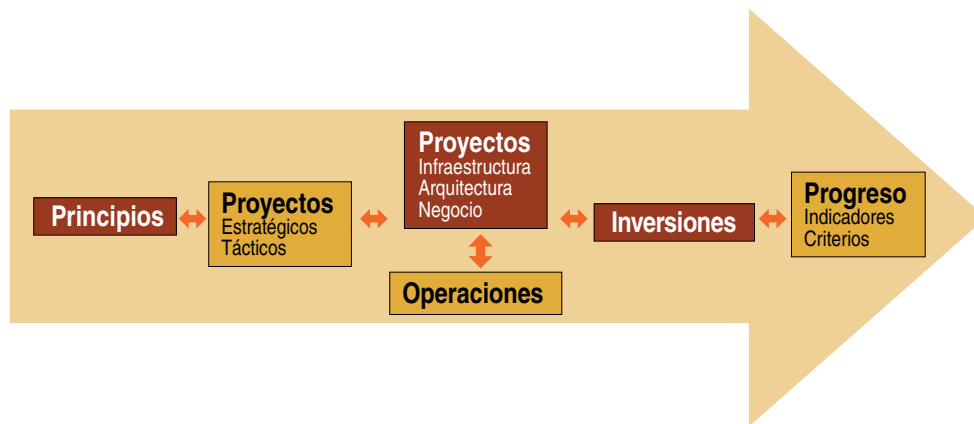 Principios
Proyectos
Estratégicos
Tácticos
Proyectos
Infraestructura
Arquitectura
Negocio
Operaciones
Inversiones
Progreso
Indicadores
Criterios